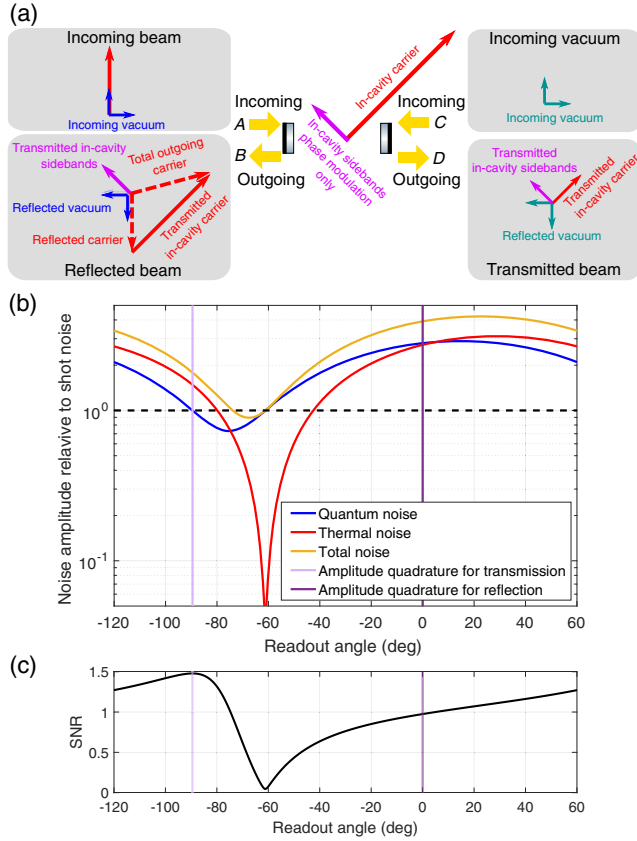 (a)
Incoming beam
Incoming vacuum
Transmitted in-cavity
sidebands
Total outgoing
carrier
Reflected vacuum
Reflected carrier
Transmitted
in-cavity carrier
Reflected beam
In-cavity carrier
In-cavity sidebands
phase modulation
only
Incoming
A
B
Outgoing
Incoming
C
D
Outgoing
Incoming vacuum
Incoming vacuum
Transmitted
in-cavity sidebands
Transmitted
in-cavity carrier
Reflected vacuum
Transmitted beam
(b)
Noise amplitude relavive to shot noise
10^0
10^-1
Quantum noise
Thermal noise
Total noise
Amplitude quadrature for transmission
Amplitude quadrature for reflection
-120 -100 -80 -60 -40 -20 0 20 40 60
Readout angle (deg)
(c)
SNR
1.5
1
0.5
0
-120 -100 -80 -60 -40 -20 0 20 40 60
Readout angle (deg)